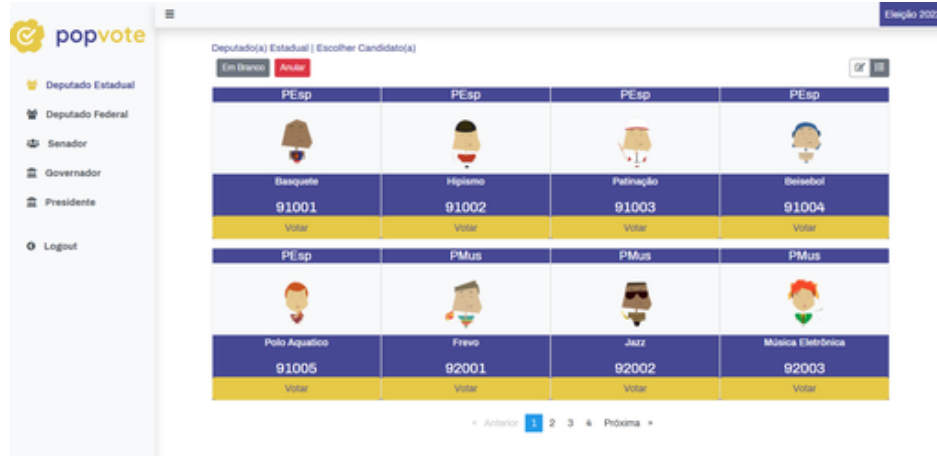 popvote
Eleição 202
Deputado Estadual
Deputado Federal
Senador
Governador
Presidente
Logout
Deputado(a) Estadual | Escolher Candidato(a)
Em Branco Anular
PEsp PEsp PEsp PEsp
Basquete Hipismo Patinação Beisebol
91001 91002 91003 91004
Votar Votar Votar Votar
PEsp PMus PMus PMus
Polo Aquatico Frevo Jazz Música Eletrônica
91005 92001 92002 92003
Votar Votar Votar Votar
« Anterior 1 2 3 4 Próxima »